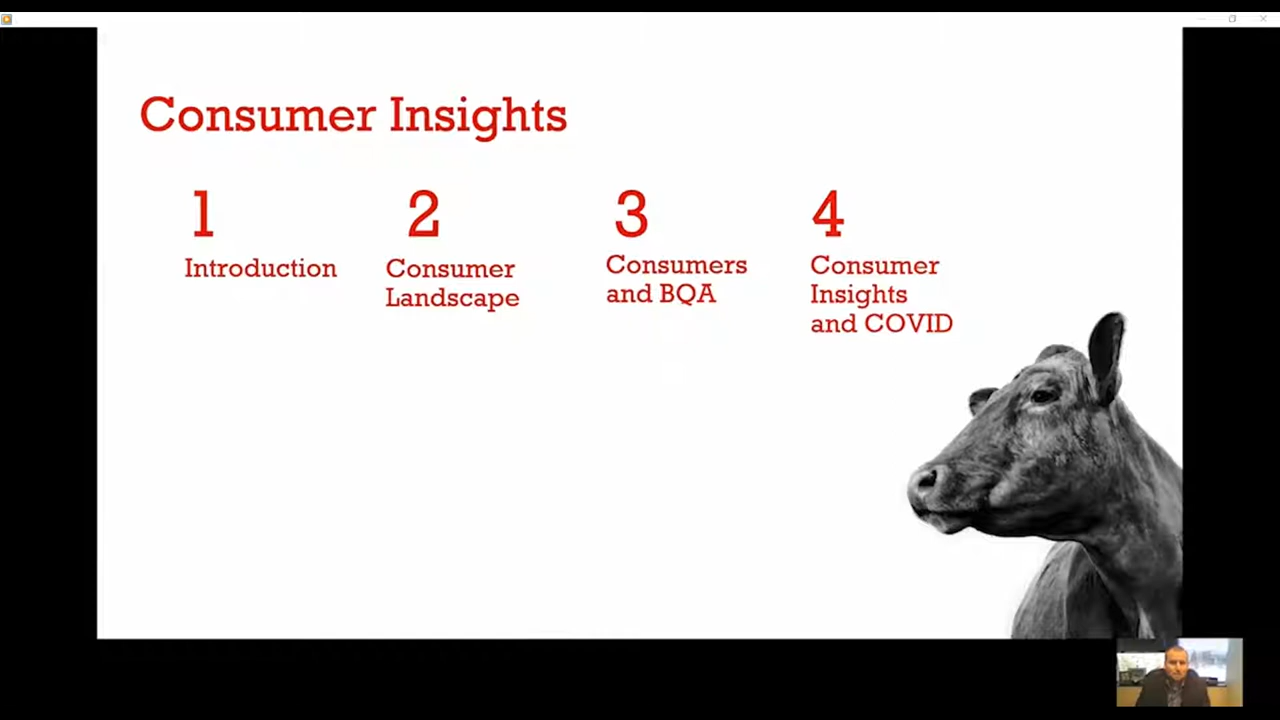 Consumer Insights
1
Introduction
2
Consumer
Landscape
3
Consumers
and BQA
4
Consumer
Insights
and COVID